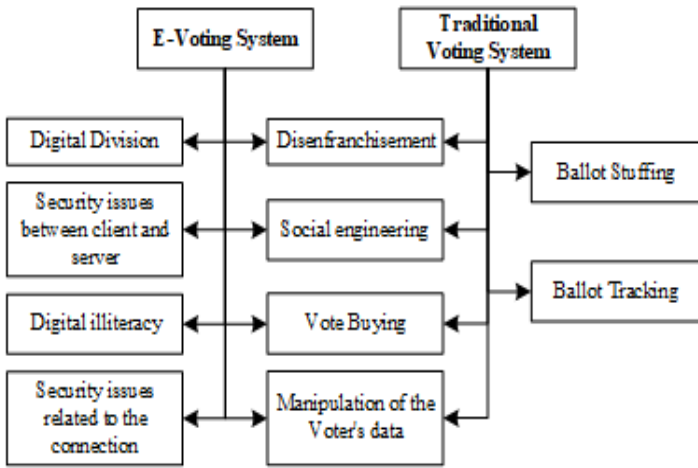 E-Voting System
Traditional
Voting System
Digital Division
Disenfranchisement
Ballot Stuffing
Security issues
between client and
server
Social engineering
Ballot Tracking
Digital illiteracy
Vote Buying
Security issues
related to the
connection
Manipulation of the
Voter's data